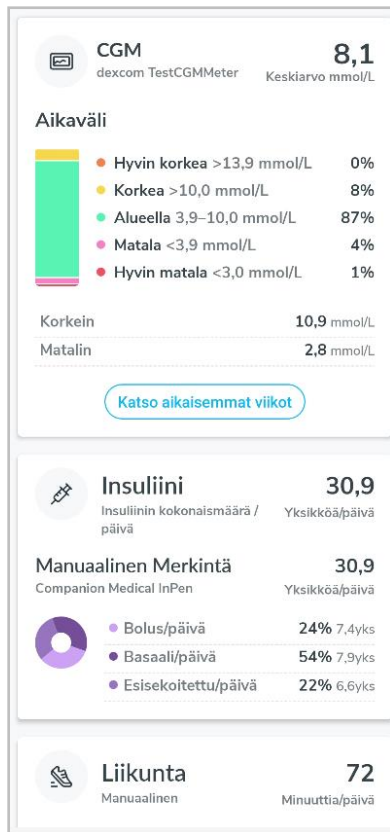 CGM
8,1
dexcom TestCGMMeter
Keskiarvo mmol/L
Aikaväli
Hyvin korkea >13,9 mmol/L 0%
Korkea >10,0 mmol/L 8%
Alueella 3,9–10,0 mmol/L 87%
Matala <3,9 mmol/L 4%
Hyvin matala <3,0 mmol/L 1%
Korkein 10,9 mmol/L
Matalin 2,8 mmol/L
Katso aikaisemmat viikot
Insuliini 30,9
Insuliinin kokonaismäärä / Yksikköä/päivä
päivä
Manuaalinen Merkintä 30,9
Companion Medical InPen Yksikköä/päivä
Bolus/päivä 24% 7,4yks
Basaali/päivä 54% 7,9yks
Esisekoitettu/päivä 22% 6,6yks
Liikunta 72
Manuaalinen Minuuttia/päivä